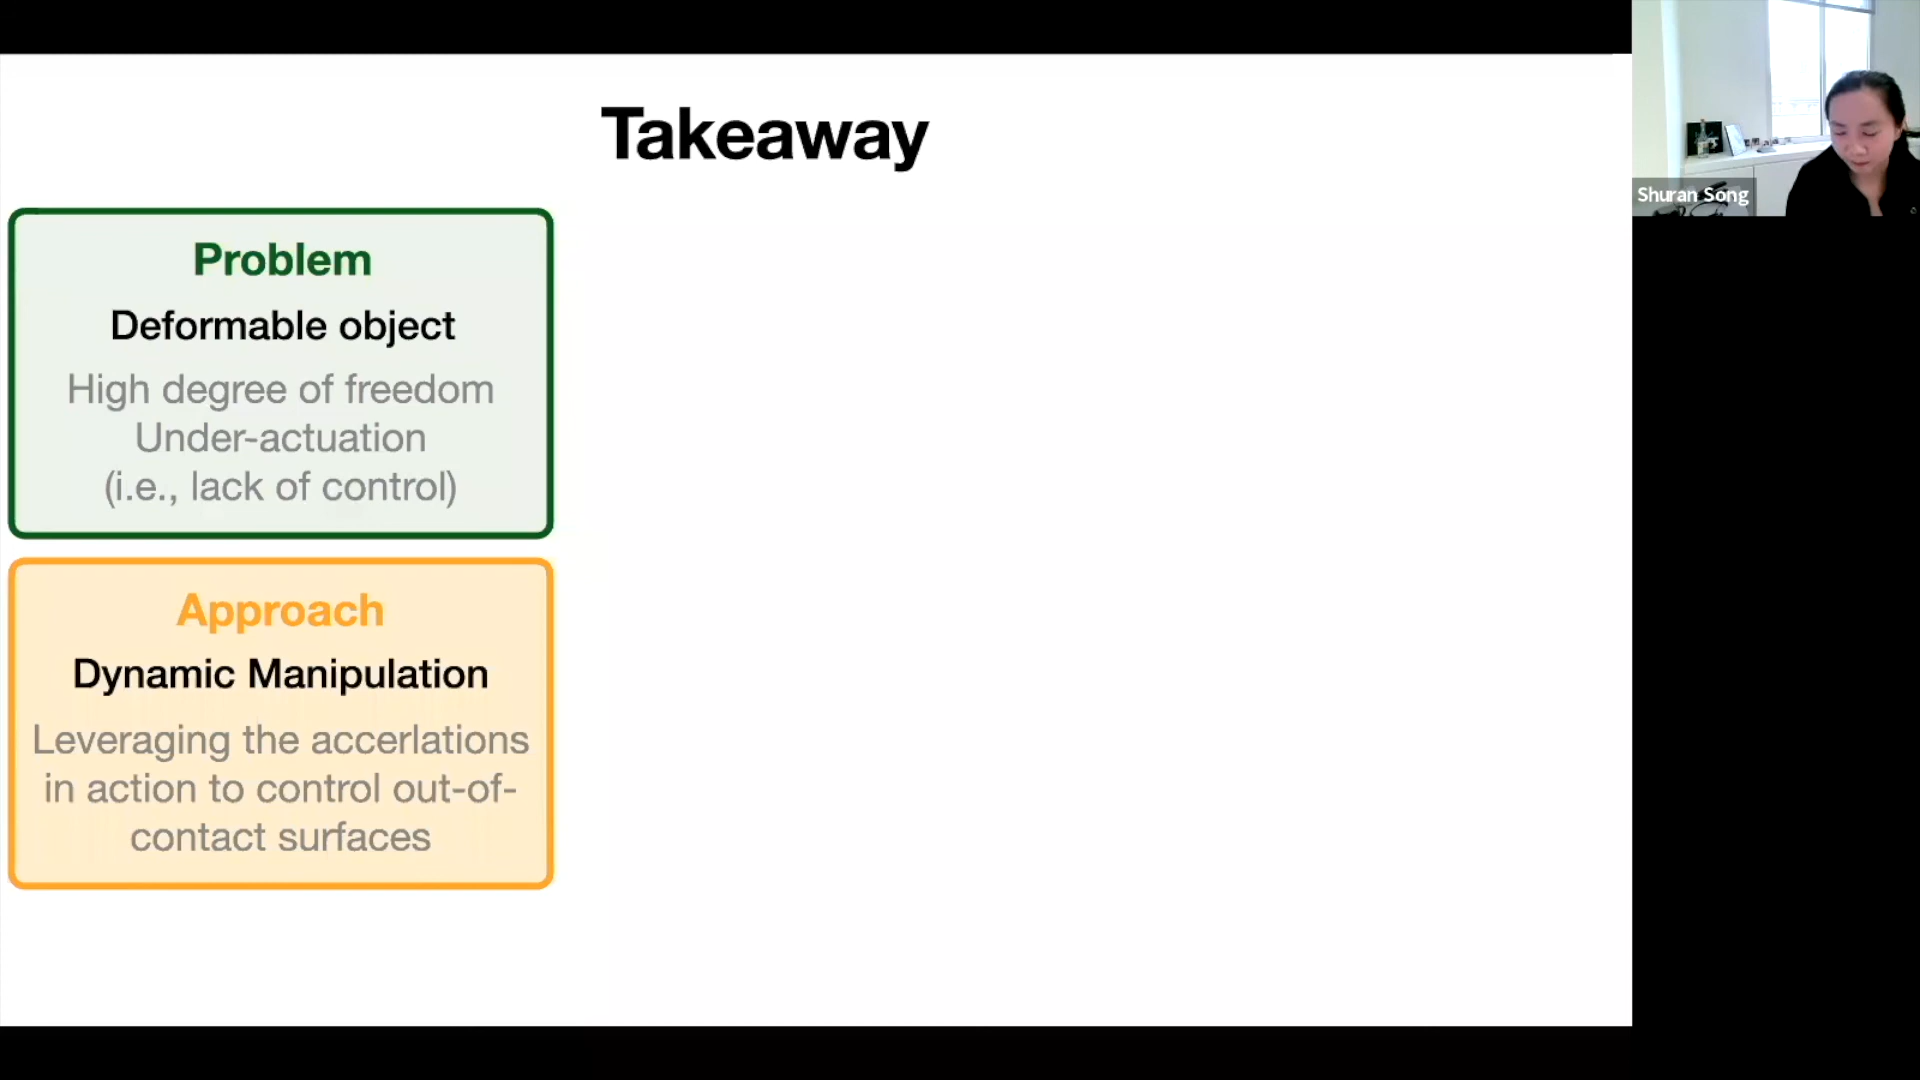 Takeaway
Problem
Deformable object
High degree of freedom
Under-actuation
(i.e., lack of control)
Approach
Dynamic Manipulation
Leveraging the accerlations
in action to control out-of-
contact surfaces
Shuran Song